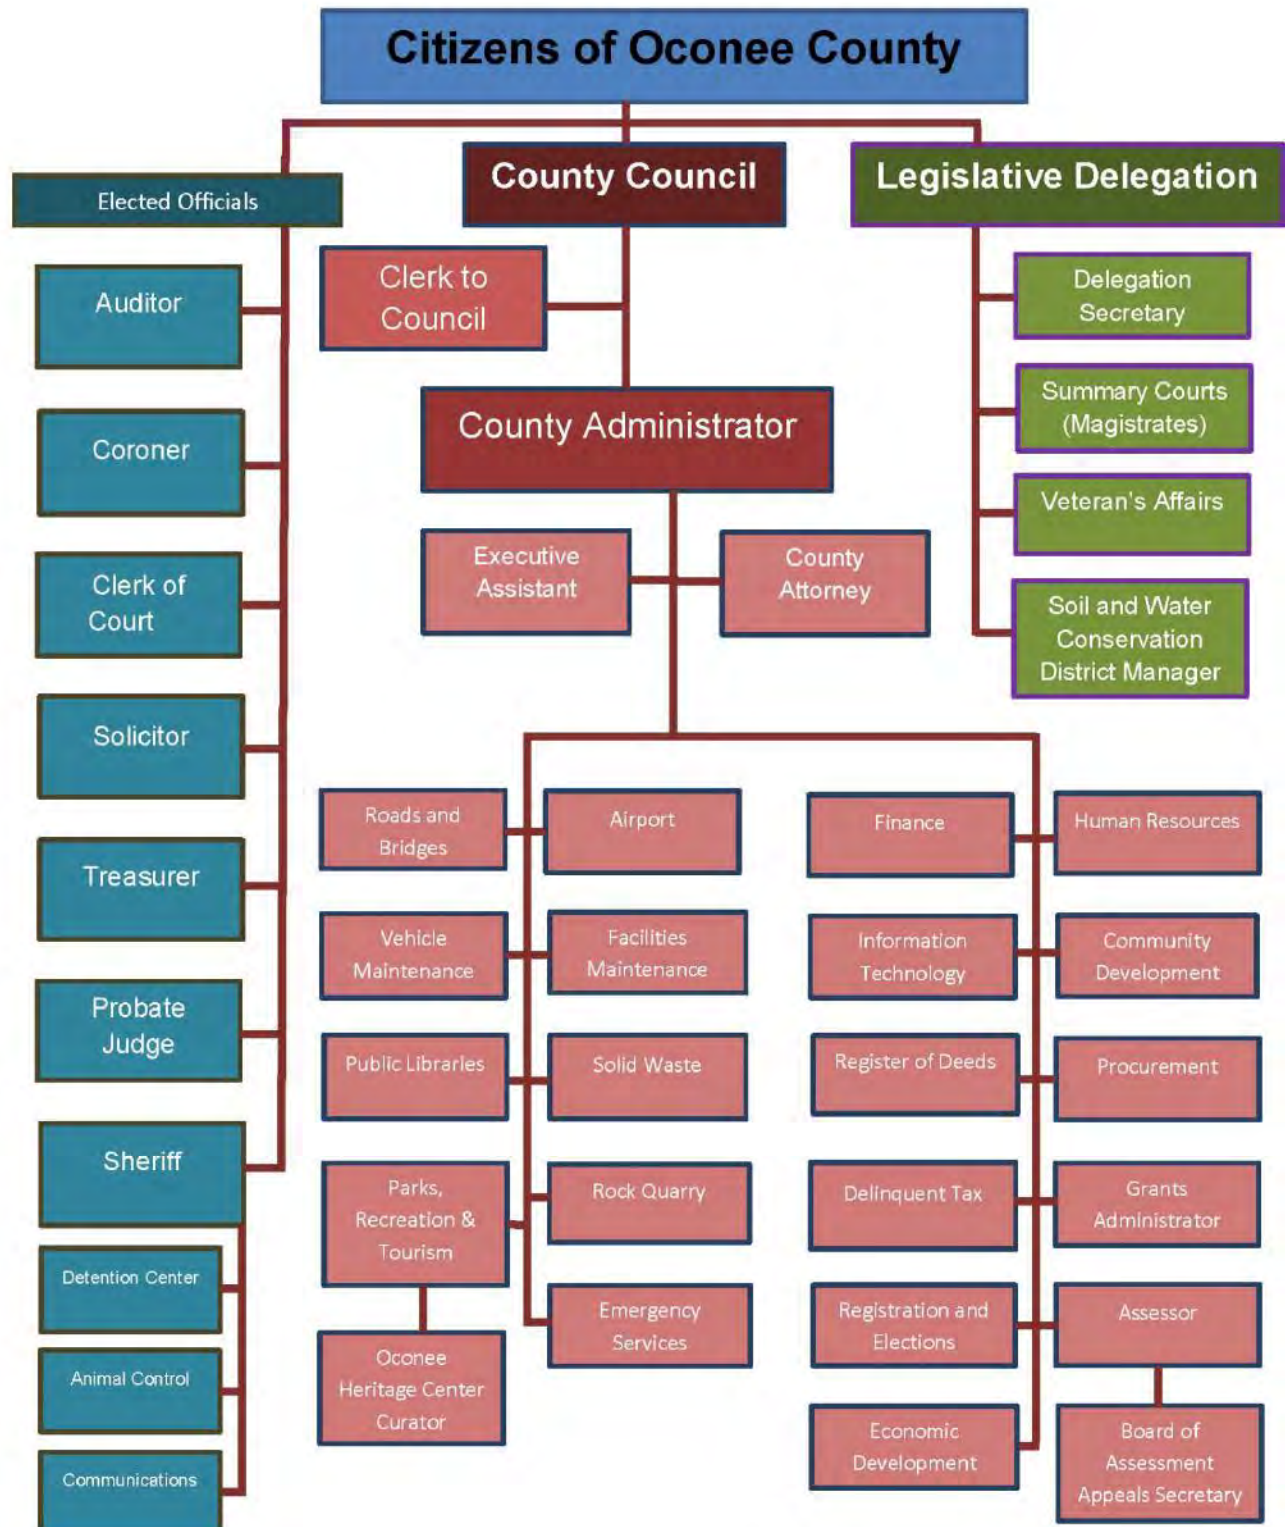 Citizens of Oconee County
Elected Officials
County Council
Legislative Delegation
Auditor
Coroner
Clerk of
Court
Solicitor
Treasurer
Probate
Judge
Sheriff
Detention Center
Animal Control
Communications
Clerk to
Council
County Administrator
Executive
Assistant
County
Attorney
Delegation
Secretary
Summary Courts
(Magistrates)
Veteran's Affairs
Soil and Water
Conservation
District Manager
Roads and
Bridges
Airport
Vehicle
Maintenance
Facilities
Maintenance
Public Libraries
Solid Waste
Parks,
Recreation &
Tourism
Rock Quarry
Oconee
Heritage Center
Curator
Emergency
Services
Finance
Human Resources
Information
Technology
Community
Development
Register of Deeds
Procurement
Delinquent Tax
Grants
Administrator
Registration and
Elections
Assessor
Economic
Development
Board of
Assessment
Appeals Secretary